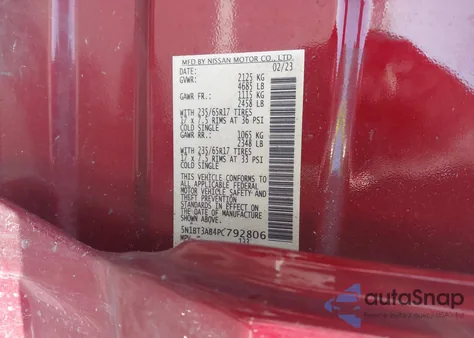 MFD BY NISSAN MOTOR CO., LTD.
DATE: 02/23
GVWR: 2125 KG
4685 LB
GAWR FR.: 1115 KG
2458 LB
WITH 235/65R17 TIRES
17 x 7.5 RIMS AT 36 PSI
COLD SINGLE
GAWR RR.: 1065 KG
2348 LB
WITH 235/65R17 TIRES
17 x 7.5 RIMS AT 33 PSI
COLD SINGLE
THIS VEHICLE CONFORMS TO
ALL APPLICABLE FEDERAL
MOTOR VEHICLE SAFETY AND
THEFT PREVENTION
STANDARDS IN EFFECT ON
THE DATE OF MANUFACTURE
SHOWN ABOVE.
5N1BT3AB4PC792806
MPV
autoSnap